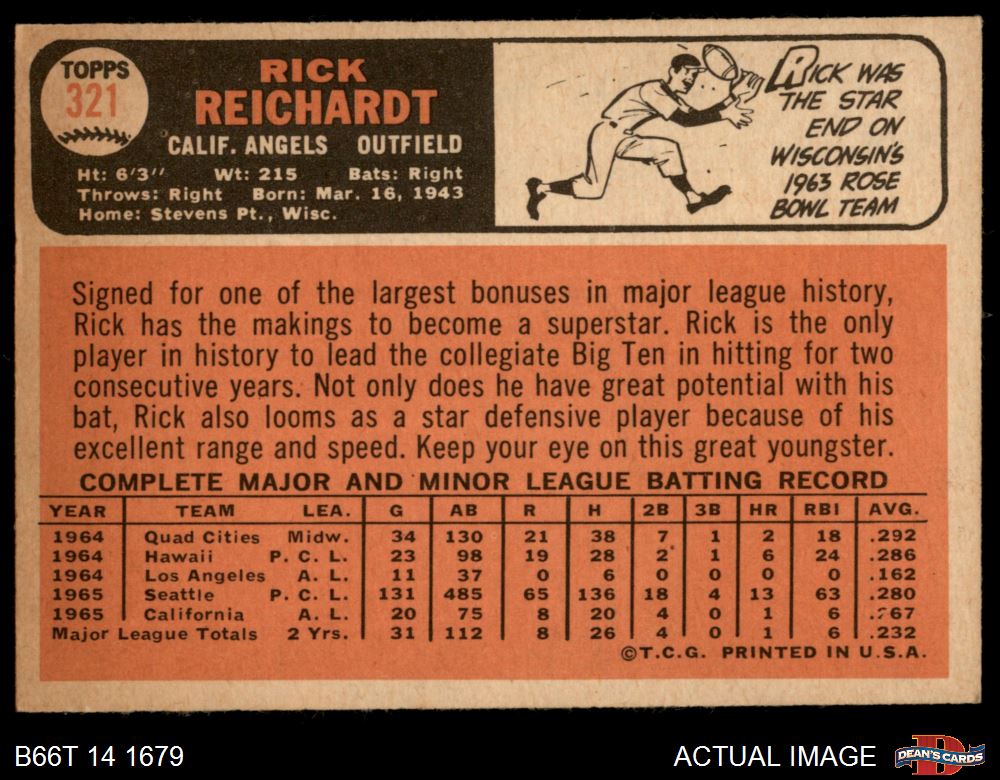 TOPPS
321
RICK
REICHARDT
CALIF. ANGELS OUTFIELD
Ht: 6'3" Wt: 215 Bats: Right
Throws: Right Born: Mar. 16, 1943
Home: Stevens Pt., Wisc.
RICK WAS
THE STAR
END ON
WISCONSIN'S
1963 ROSE
BOWL TEAM
Signed for one of the largest bonuses in major league history,
Rick has the makings to become a superstar. Rick is the only
player in history to lead the collegiate Big Ten in hitting for two
consecutive years. Not only does he have great potential with his
bat, Rick also looms as a star defensive player because of his
excellent range and speed. Keep your eye on this great youngster.
COMPLETE MAJOR AND MINOR LEAGUE BATTING RECORD
YEAR TEAM LEA. G AB R H 2B 3B HR RBI AVG.
1964 Quad Cities Midw. 34 130 21 38 7 1 2 18 .292
1964 Hawaii P. C. L. 23 98 19 28 2 1 6 24 .286
1964 Los Angeles A. L. 11 37 0 6 0 0 0 0 .162
1965 Seattle P. C. L. 131 485 65 136 18 4 13 63 .280
1965 California A. L. 20 75 8 20 4 0 1 6 .267
Major League Totals 2 Yrs. 31 112 8 26 4 0 1 6 .232
©T.C.G. PRINTED IN U.S.A.
B66T 14 1679
ACTUAL IMAGE
DEAN'S CARDS